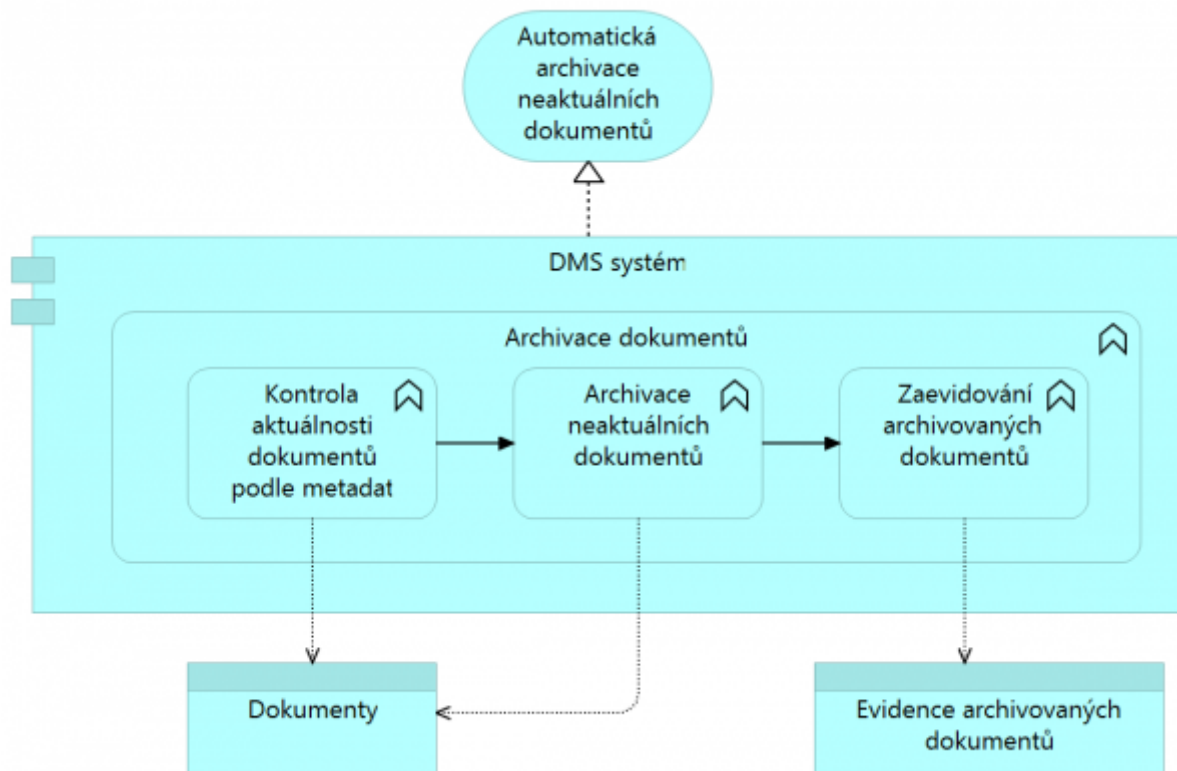 Automatická
archivace
neaktuálních
dokumentů
DMS systém
Archivace dokumentů
Kontrola
aktuálnosti
dokumentů
podle metadat
Archivace
neaktuálních
dokumentů
Zaevidování
archivovaných
dokumentů
Dokumenty
Evidence archivovaných
dokumentů